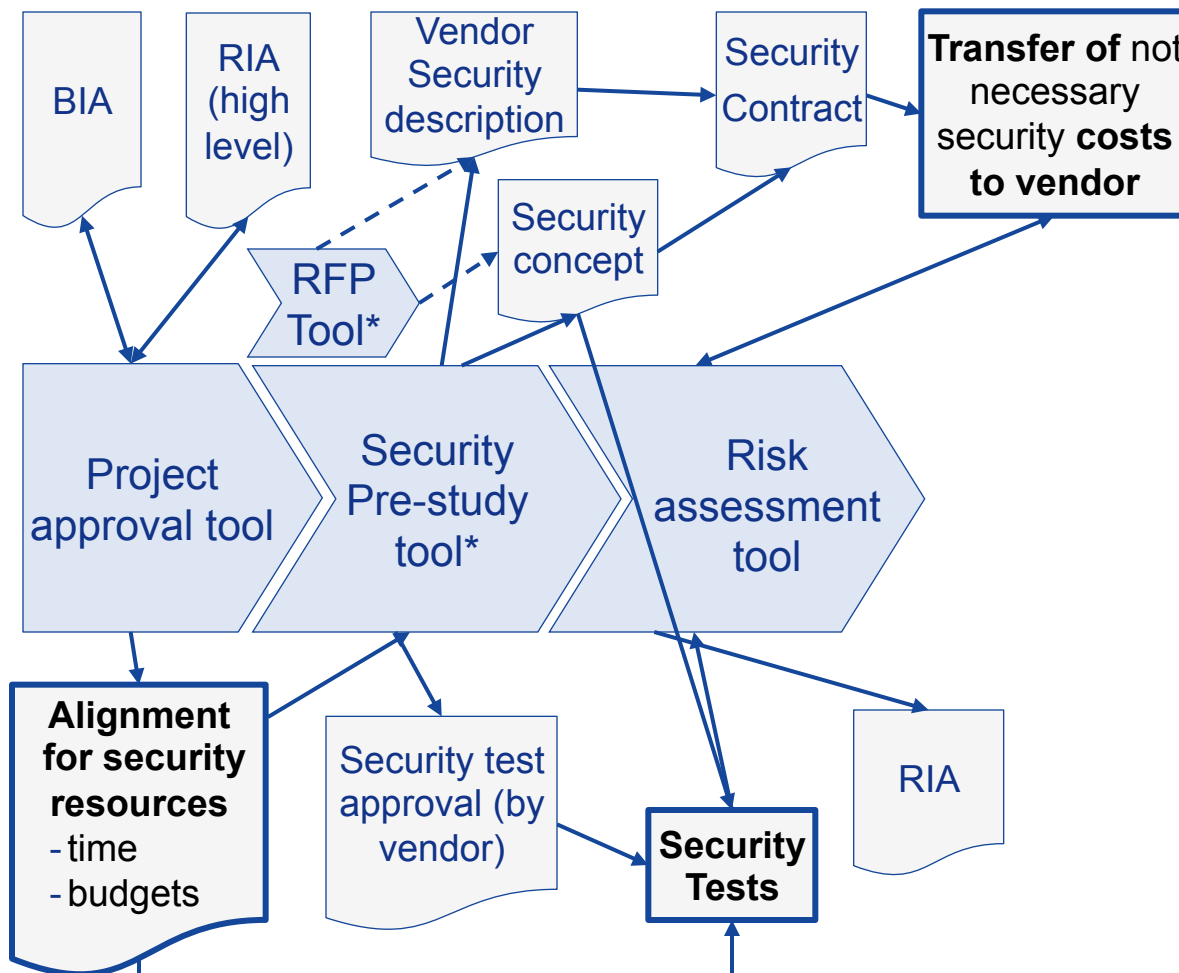 BIA
RIA
(high
level)
Vendor
Security
description
Security
Contract
Transfer of not
necessary
security costs
to vendor
RFP
Tool*
Security
concept
Project
approval tool
Security
Pre-study
tool*
Risk
assessment
tool
Alignment
for security
resources
- time
- budgets
Security test
approval (by
vendor)
Security
Tests
RIA